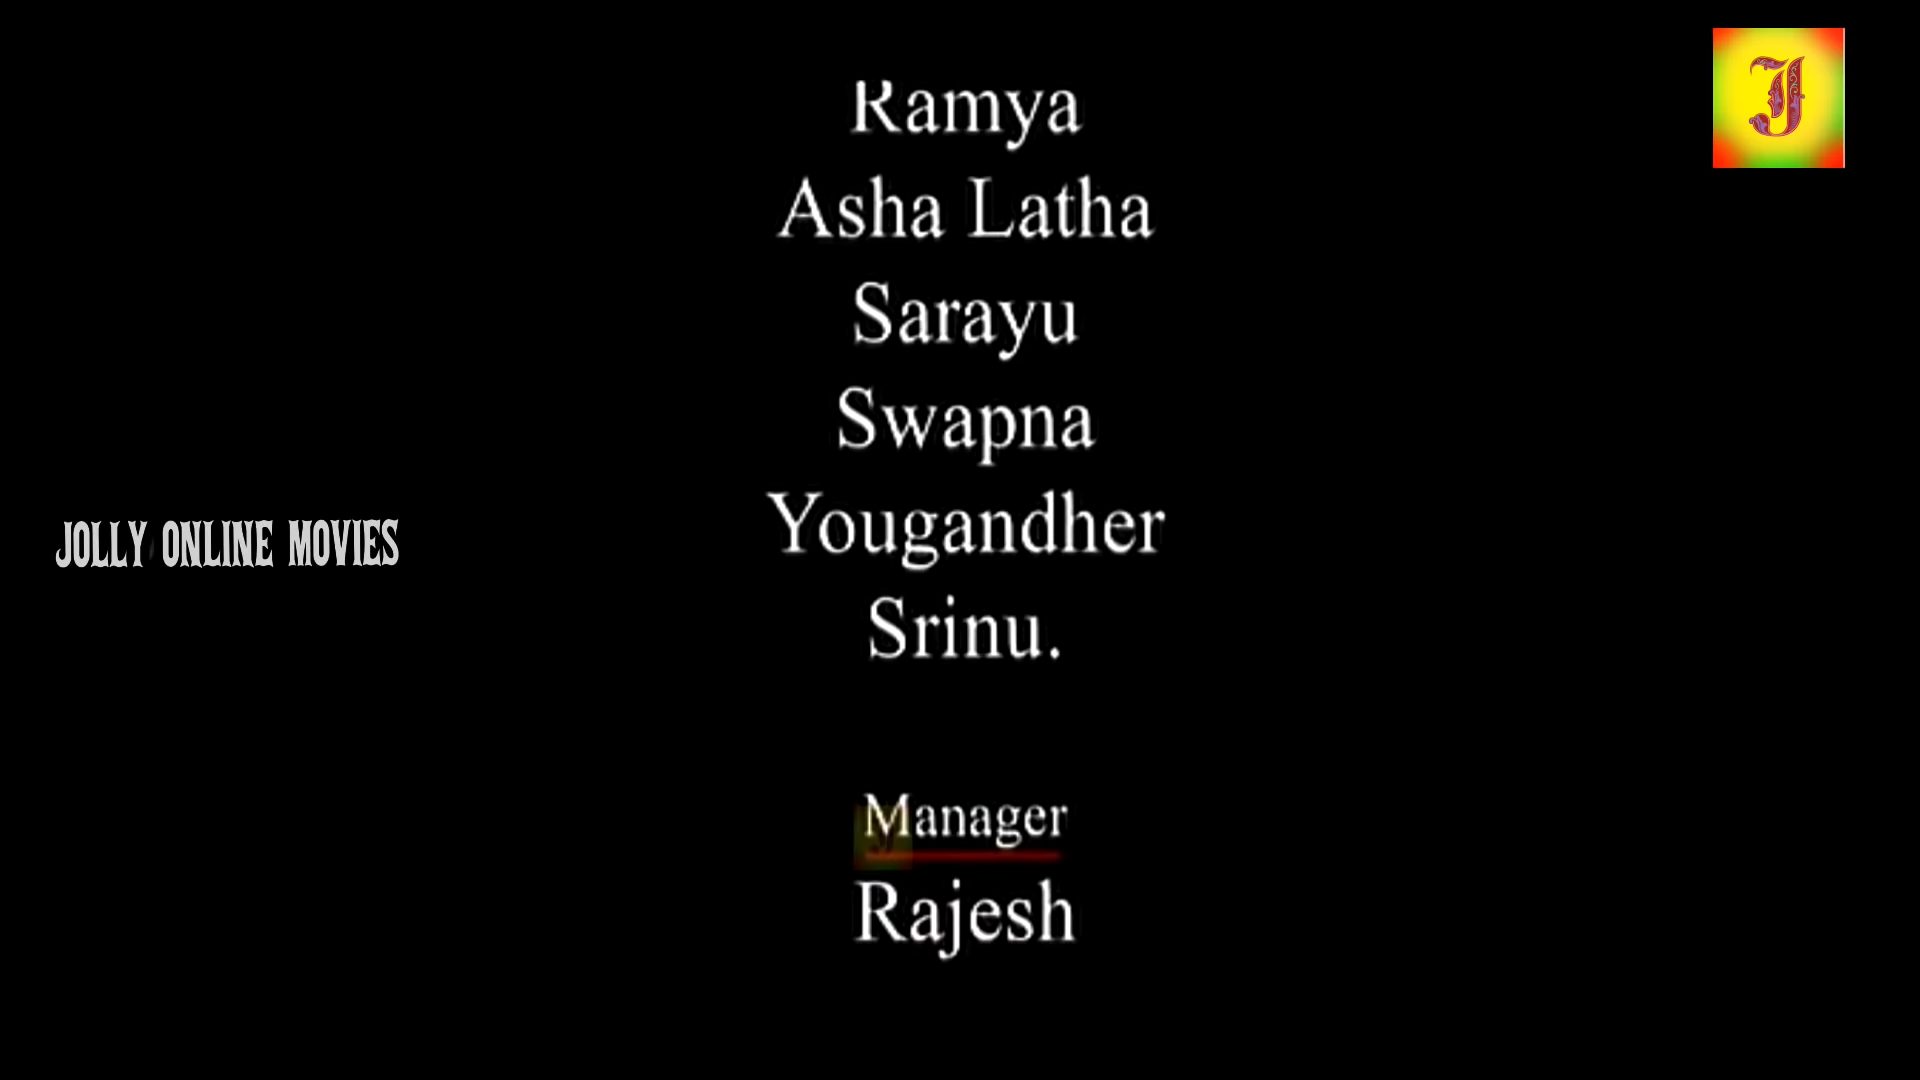 J
Ramya
Asha Latha
Sarayu
Swapna
Yougandher
JOLLY ONLINE MOVIES
Srinu.
Manager
Rajesh